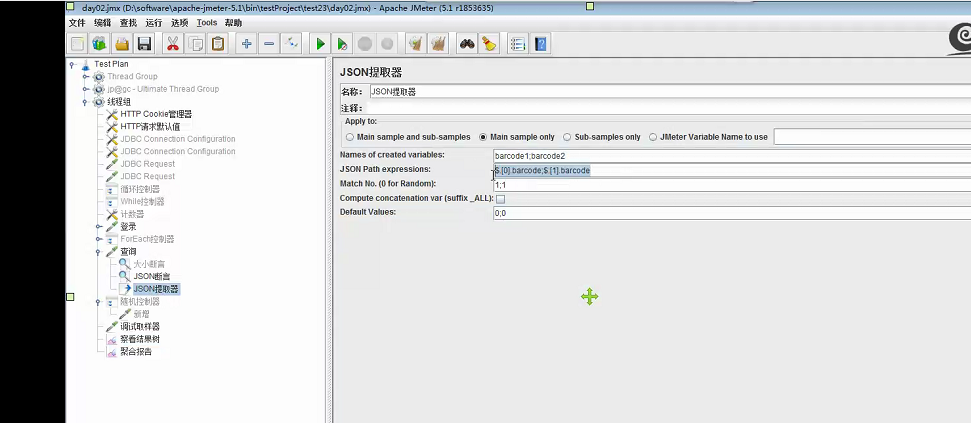 day02.jmx (D:\software\apache-jmeter-5.1\bin\testProject\test23\day02.jmx) - Apache JMeter (5.1 r1853635)
文件 编辑 查找 运行 选项 Tools 帮助
Test Plan
Thread Group
jp@gc - Ultimate Thread Group
线程组
HTTP Cookie管理器
HTTP请求默认值
JDBC Connection Configuration
JDBC Connection Configuration
JDBC Request
JDBC Request
循环控制器
While控制器
计数器
登录
ForEach控制器
查询
大小断言
JSON断言
JSON提取器
随机控制器
新增
调试取样器
察看结果树
聚合报告
JSON提取器
名称: JSON提取器
注释:
Apply to:
Main sample and sub-samples Main sample only Sub-samples only JMeter Variable Name to use
Names of created variables: barcode1;barcode2
JSON Path expressions: $.[0].barcode;$.[1].barcode
Match No. (0 for Random): 1;1
Compute concatenation var (suffix _ALL):
Default Values: 0;0